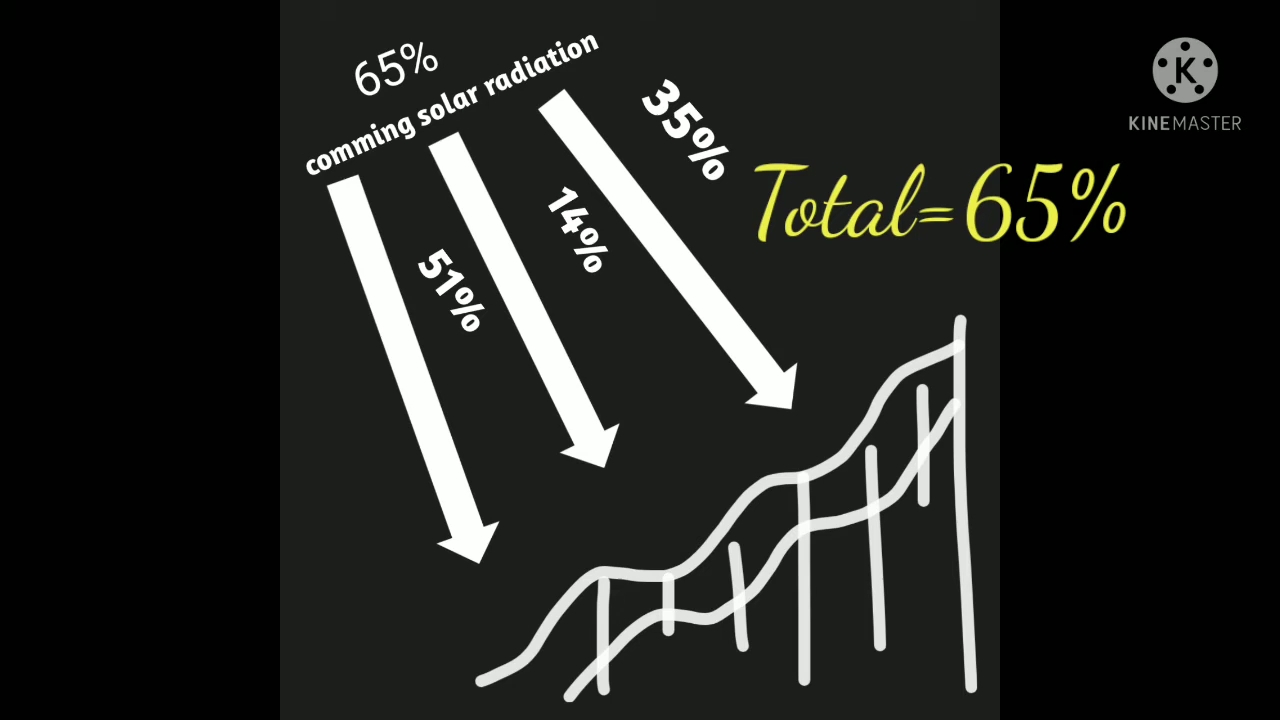 65%
comming solar radiation
35%
14%
51%
Total=65%
K
KINEMASTER